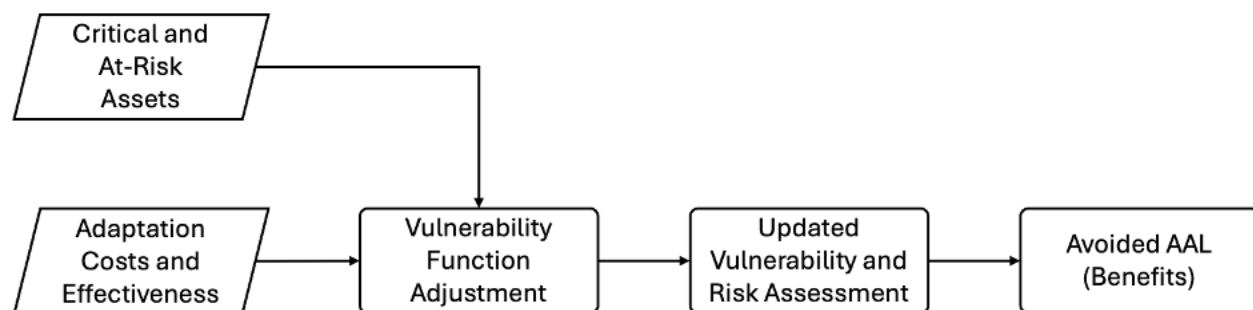 Critical and
At-Risk
Assets
Adaptation
Costs and
Effectiveness
Vulnerability
Function
Adjustment
Updated
Vulnerability and
Risk Assessment
Avoided AAL
(Benefits)